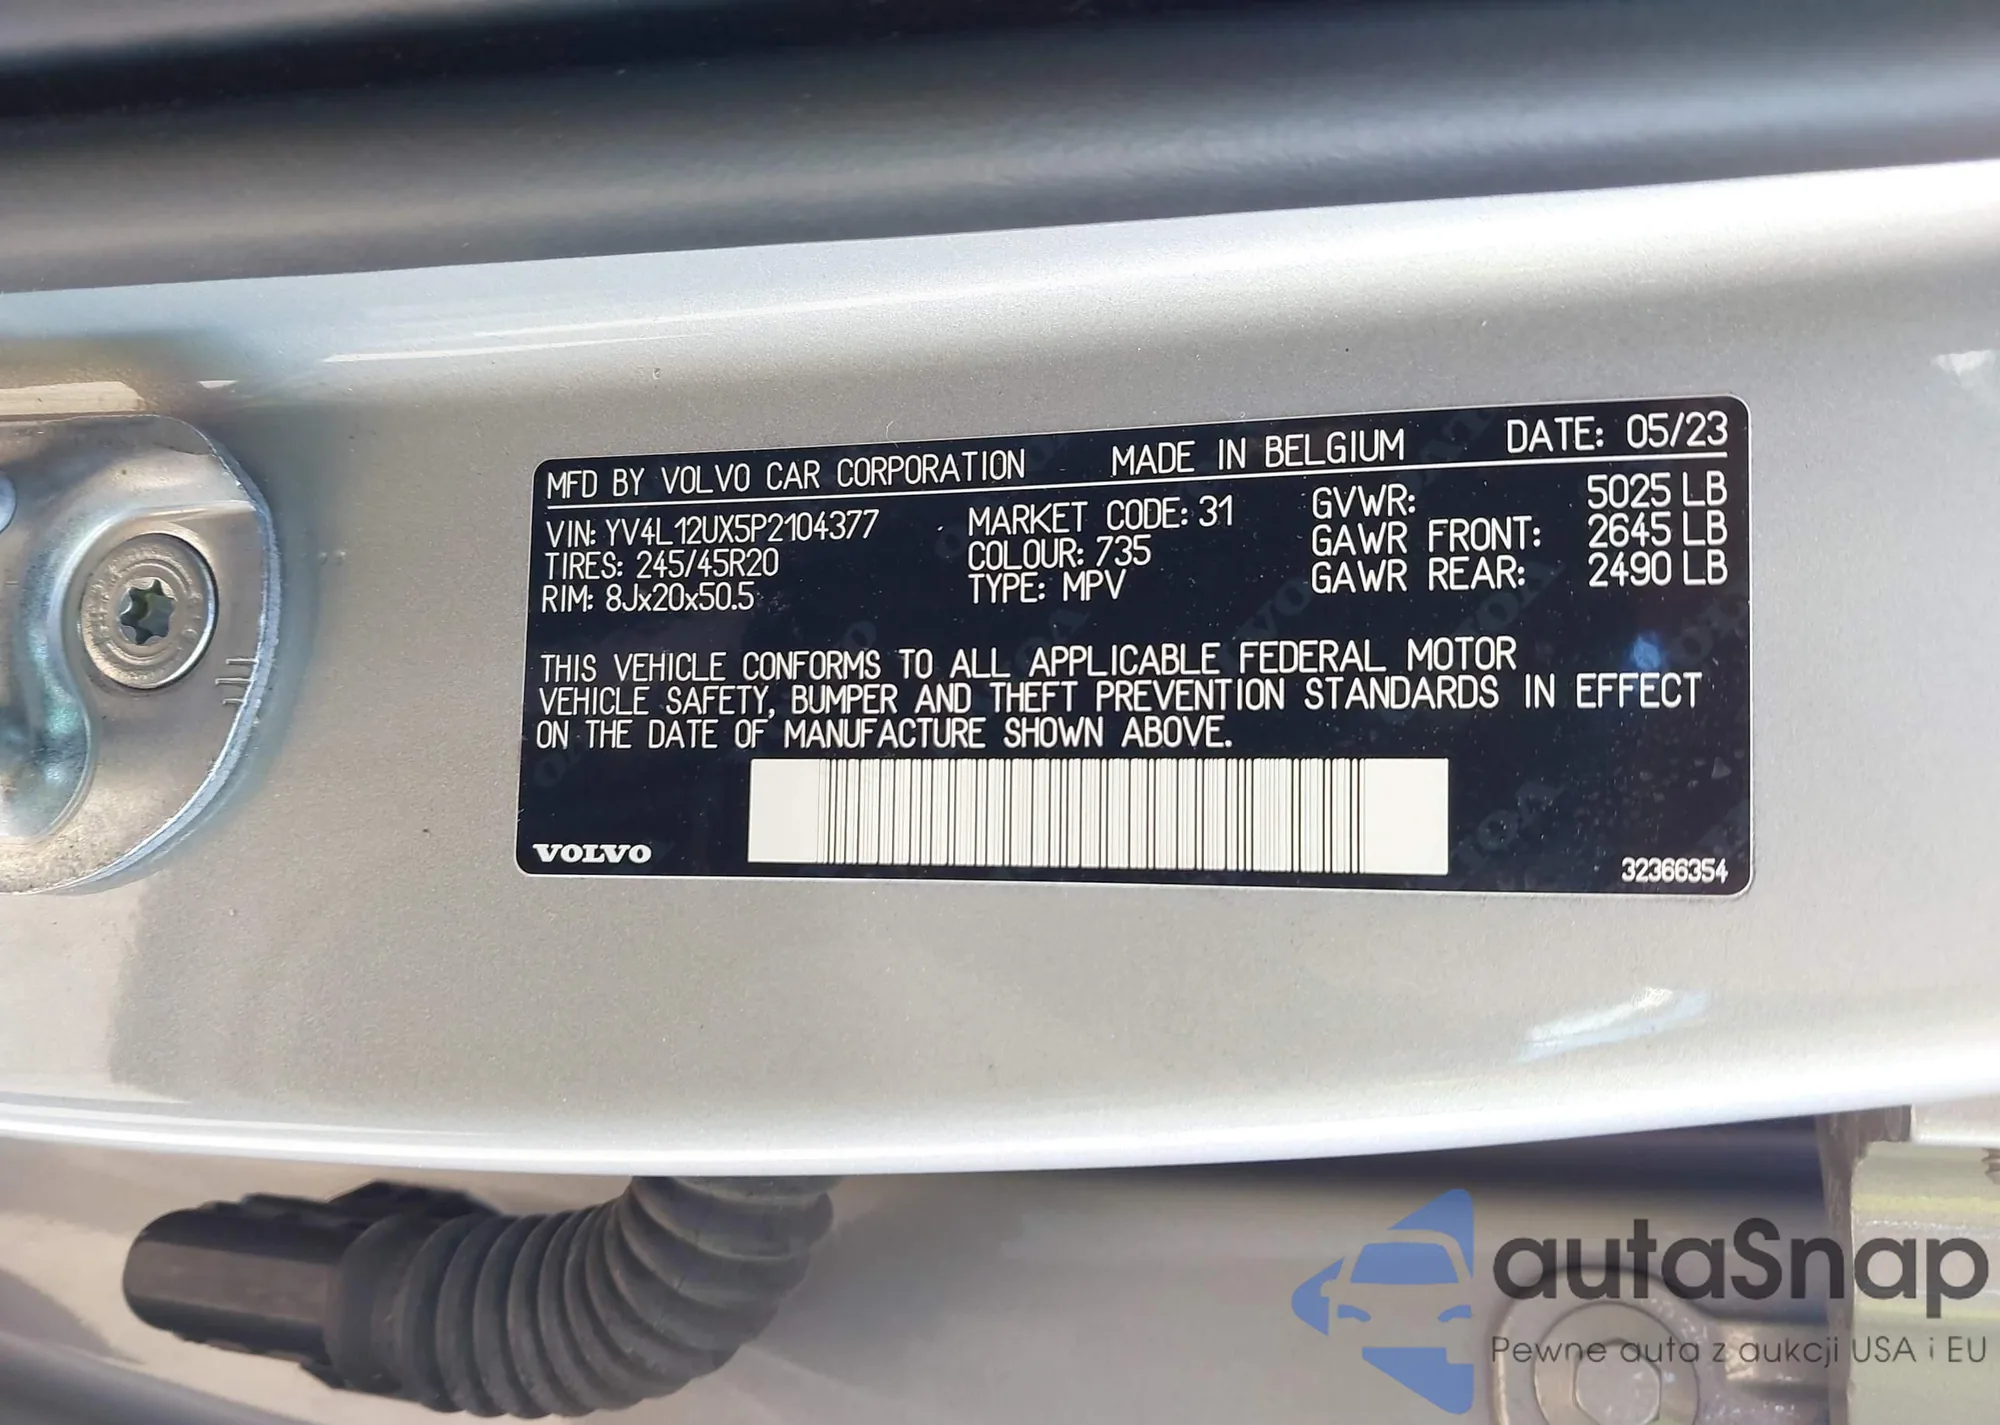 MFD BY VOLVO CAR CORPORATION MADE IN BELGIUM DATE: 05/23
VIN: YV4L12UX5P2104377 MARKET CODE: 31 GVWR: 5025 LB
TIRES: 245/45R20 COLOUR: 735 GAWR FRONT: 2645 LB
RIM: 8Jx20x50.5 TYPE: MPV GAWR REAR: 2490 LB
THIS VEHICLE CONFORMS TO ALL APPLICABLE FEDERAL MOTOR
VEHICLE SAFETY, BUMPER AND THEFT PREVENTION STANDARDS IN EFFECT
ON THE DATE OF MANUFACTURE SHOWN ABOVE.
VOLVO
32366354
autaSnap
Pewne auta z aukcji USA i EU